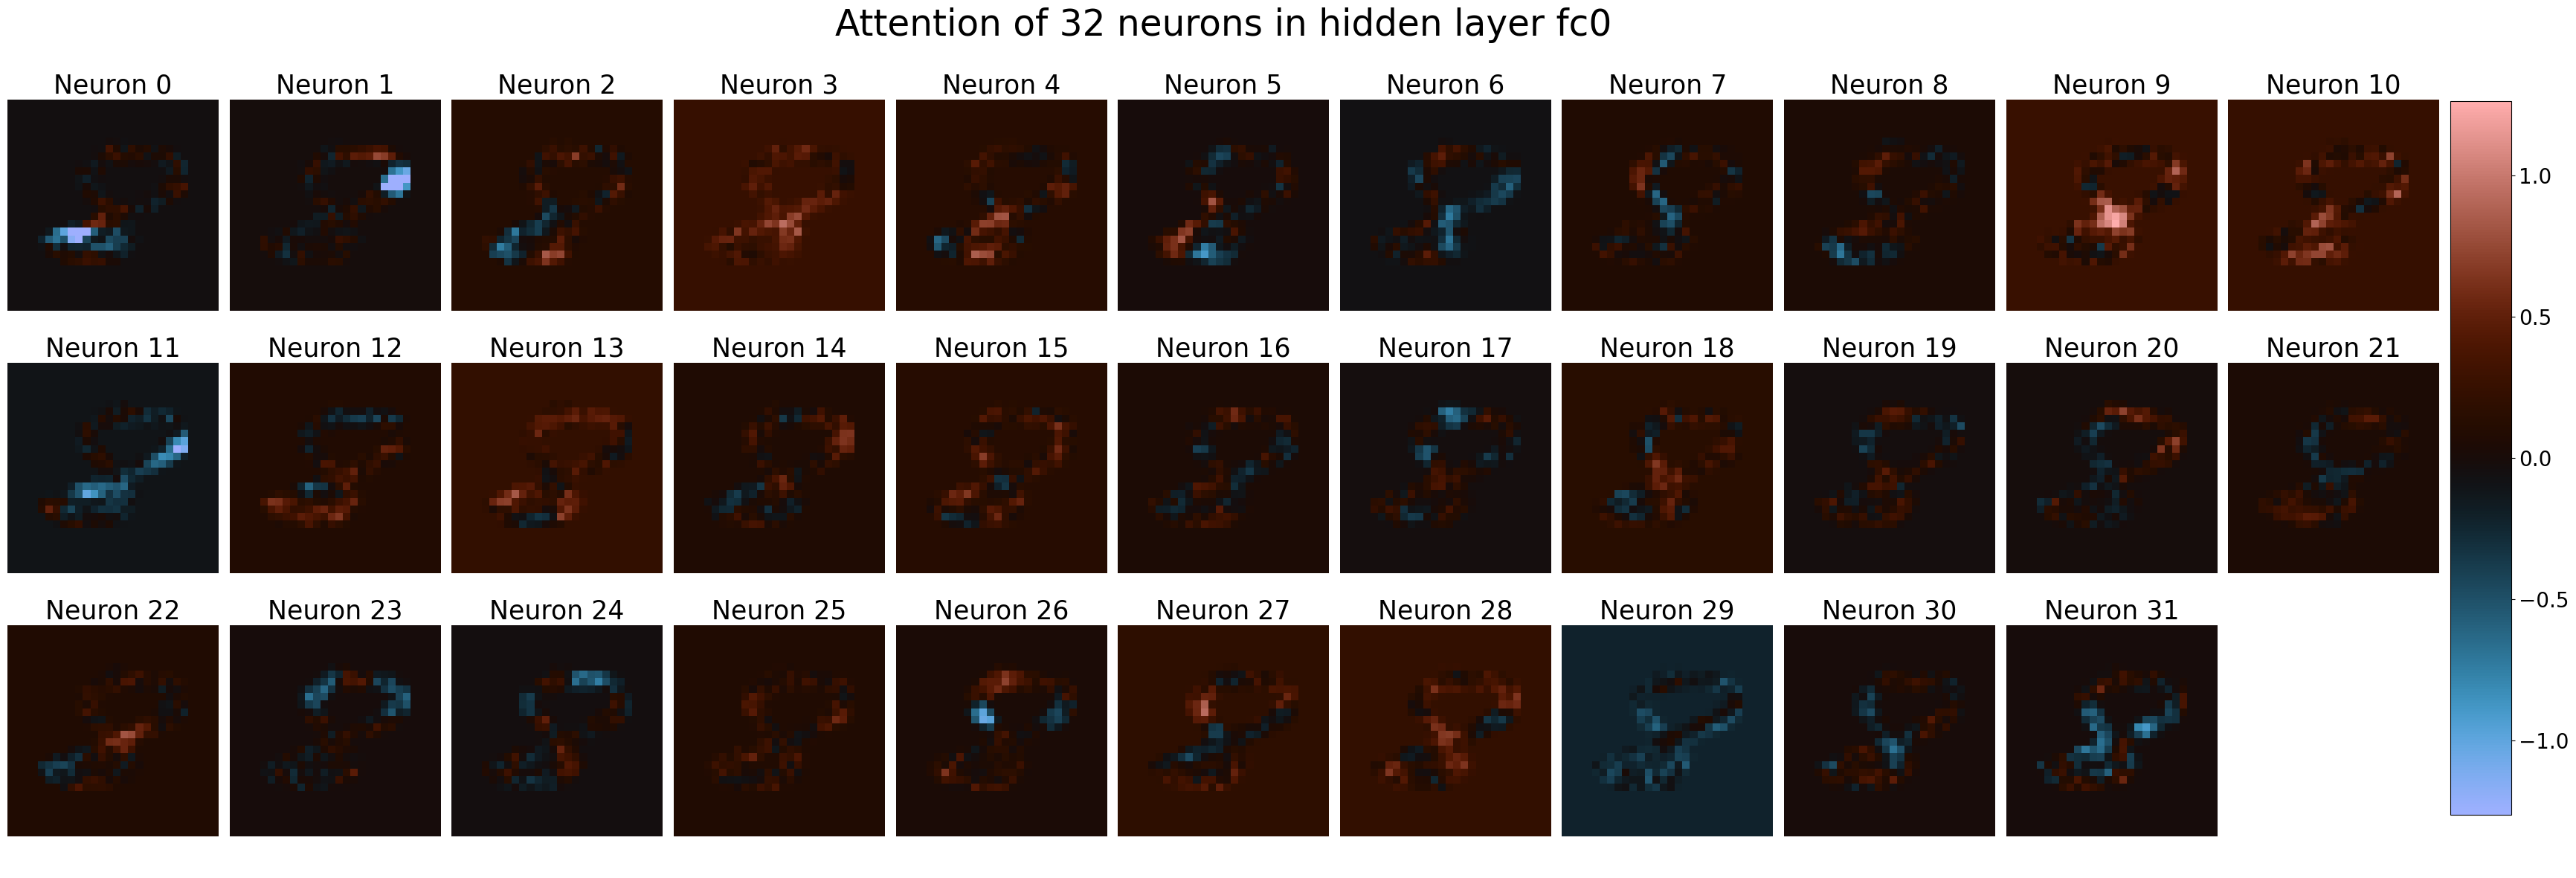 Attention of 32 neurons in hidden layer fc0
Neuron 0 Neuron 1 Neuron 2 Neuron 3 Neuron 4 Neuron 5 Neuron 6 Neuron 7 Neuron 8 Neuron 9 Neuron 10
Neuron 11 Neuron 12 Neuron 13 Neuron 14 Neuron 15 Neuron 16 Neuron 17 Neuron 18 Neuron 19 Neuron 20 Neuron 21
Neuron 22 Neuron 23 Neuron 24 Neuron 25 Neuron 26 Neuron 27 Neuron 28 Neuron 29 Neuron 30 Neuron 31
1.0
0.5
0.0
−0.5
−1.0